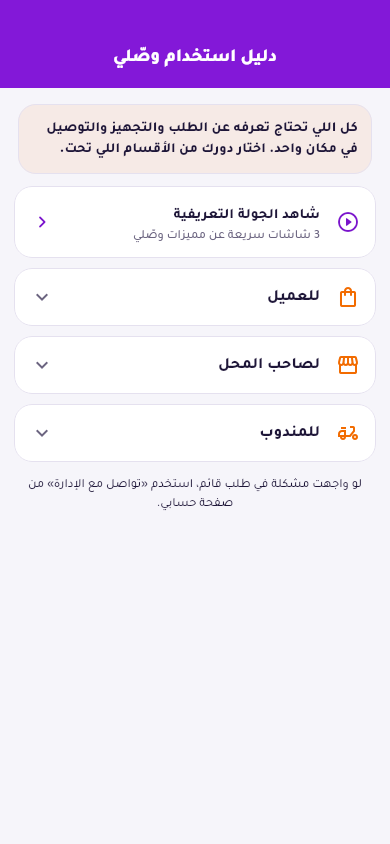 دليل استخدام وصّلي
كل اللي تحتاج تعرفه عن الطلب والتجهيز والتوصيل
في مكان واحد. اختار دورك من الأقسام اللي تحت.
شاهد الجولة التعريفية
3 شاشات سريعة عن مميزات وصّلي
للعميل
لصاحب المحل
للمندوب
لو واجهت مشكلة في طلب قائم، استخدم «تواصل مع الإدارة» من
صفحة حسابي.